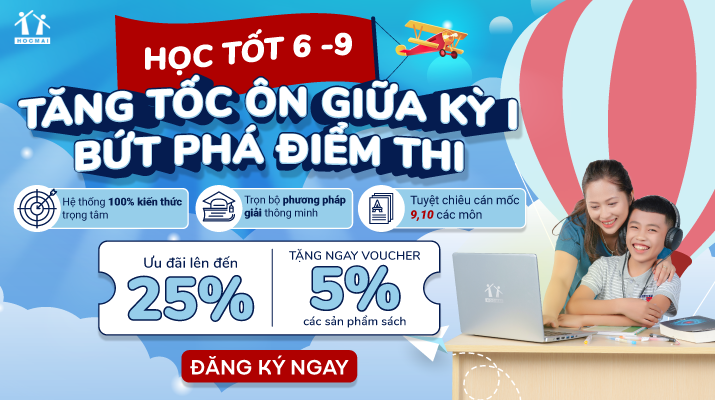 HOCMAI
HỌC TỐT 6 -9
TĂNG TỐC ÔN GIỮA KỲ I
BỨT PHÁ ĐIỂM THI
Hệ thống 100% kiến thức
trọng tâm
Trọn bộ phương pháp
giải thông minh
Tuyệt chiêu cán mốc
9,10 các môn
Ưu đãi lên đến
25%
TẶNG NGAY VOUCHER
5%
các sản phẩm sách
ĐĂNG KÝ NGAY